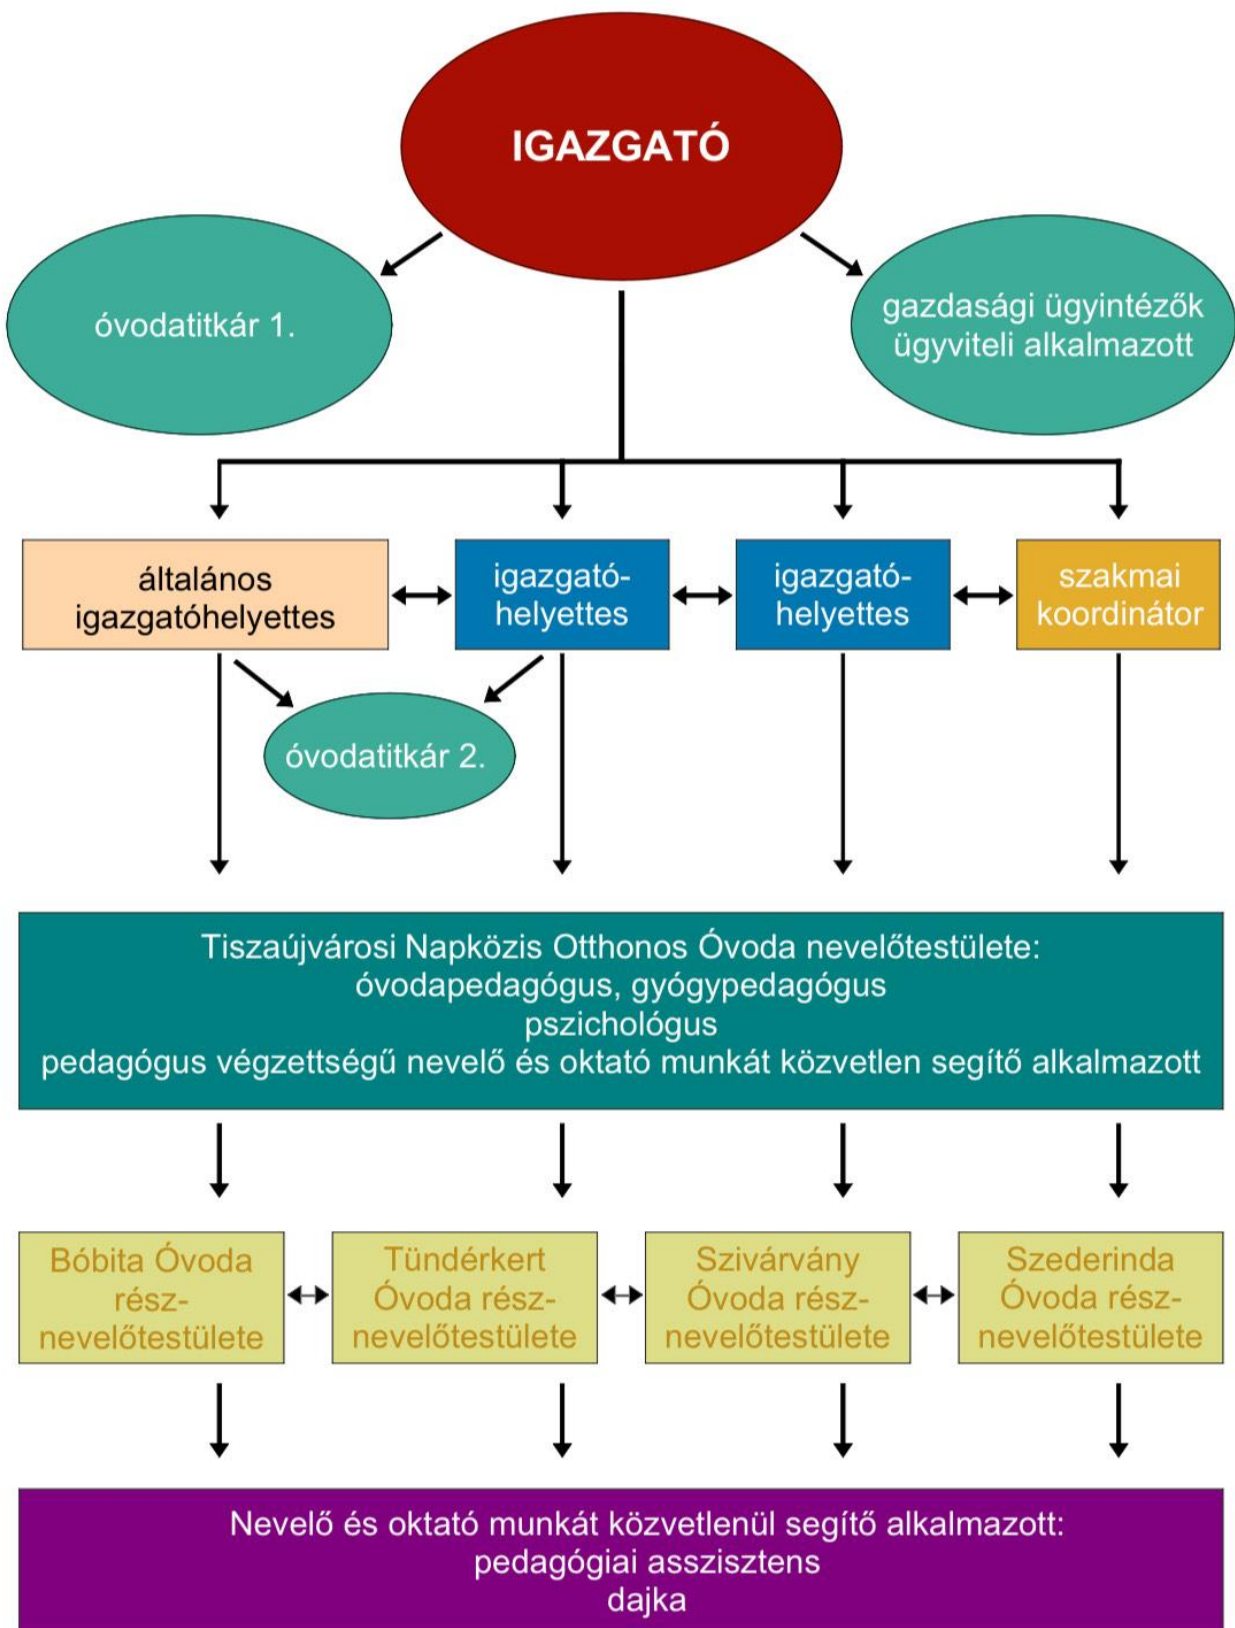 IGAZGATÓ
óvodatitkár 1.
gazdasági ügyintézők
ügyviteli alkalmazott
általános
igazgatóhelyettes
igazgató-
helyettes
igazgató-
helyettes
szakmai
koordinátor
óvodatitkár 2.
Tiszaújvárosi Napközis Otthonos Óvoda nevelőtestülete:
óvodapedagógus, gyógypedagógus
pszichológus
pedagógus végzettségű nevelő és oktató munkát közvetlen segítő alkalmazott
Bóbita Óvoda
rész-
nevelőtestülete
Tündérkert
Óvoda rész-
nevelőtestülete
Szivárvány
Óvoda rész-
nevelőtestülete
Szederinda
Óvoda rész-
nevelőtestülete
Nevelő és oktató munkát közvetlenül segítő alkalmazott:
pedagógiai asszisztens
dajka